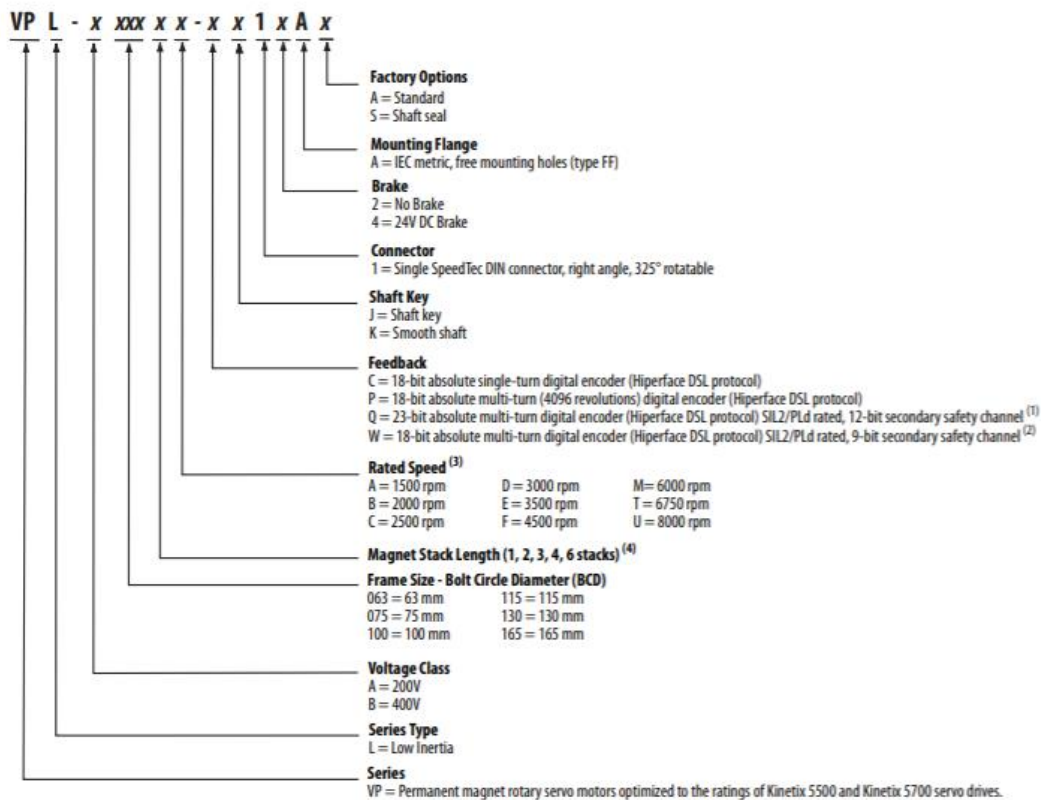 VP L - x xxx x x - x x 1 x A x
Factory Options
A = Standard
S = Shaft seal
Mounting Flange
A = IEC metric, free mounting holes (type FF)
Brake
2 = No Brake
4 = 24V DC Brake
Connector
1 = Single SpeedTec DIN connector, right angle, 325° rotatable
Shaft Key
J = Shaft key
K = Smooth shaft
Feedback
C = 18-bit absolute single-turn digital encoder (Hiperface DSL protocol)
P = 18-bit absolute multi-turn (4096 revolutions) digital encoder (Hiperface DSL protocol)
Q = 23-bit absolute multi-turn digital encoder (Hiperface DSL protocol) SIL2/PLd rated, 12-bit secondary safety channel (1)
W = 18-bit absolute multi-turn digital encoder (Hiperface DSL protocol) SIL2/PLd rated, 9-bit secondary safety channel (2)
Rated Speed (3)
A = 1500 rpm D = 3000 rpm M= 6000 rpm
B = 2000 rpm E = 3500 rpm T = 6750 rpm
C = 2500 rpm F = 4500 rpm U = 8000 rpm
Magnet Stack Length (1, 2, 3, 4, 6 stacks) (4)
Frame Size - Bolt Circle Diameter (BCD)
063 = 63 mm 115 = 115 mm
075 = 75 mm 130 = 130 mm
100 = 100 mm 165 = 165 mm
Voltage Class
A = 200V
B = 400V
Series Type
L = Low Inertia
Series
VP = Permanent magnet rotary servo motors optimized to the ratings of Kinetix 5500 and Kinetix 5700 servo drives.